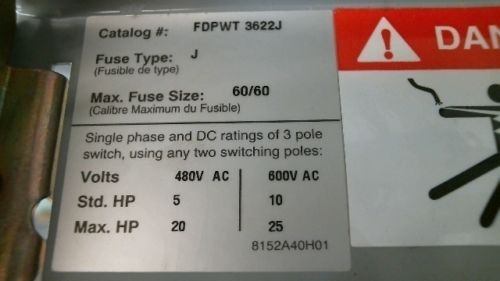 Catalog #: FDPWT 3622J
Fuse Type: J
(Fusible de type)
Max. Fuse Size: 60/60
(Calibre Maximum du Fusible)
Single phase and DC ratings of 3 pole
switch, using any two switching poles:
Volts 480V AC 600V AC
Std. HP 5 10
Max. HP 20 25
8152A40H01
DAN